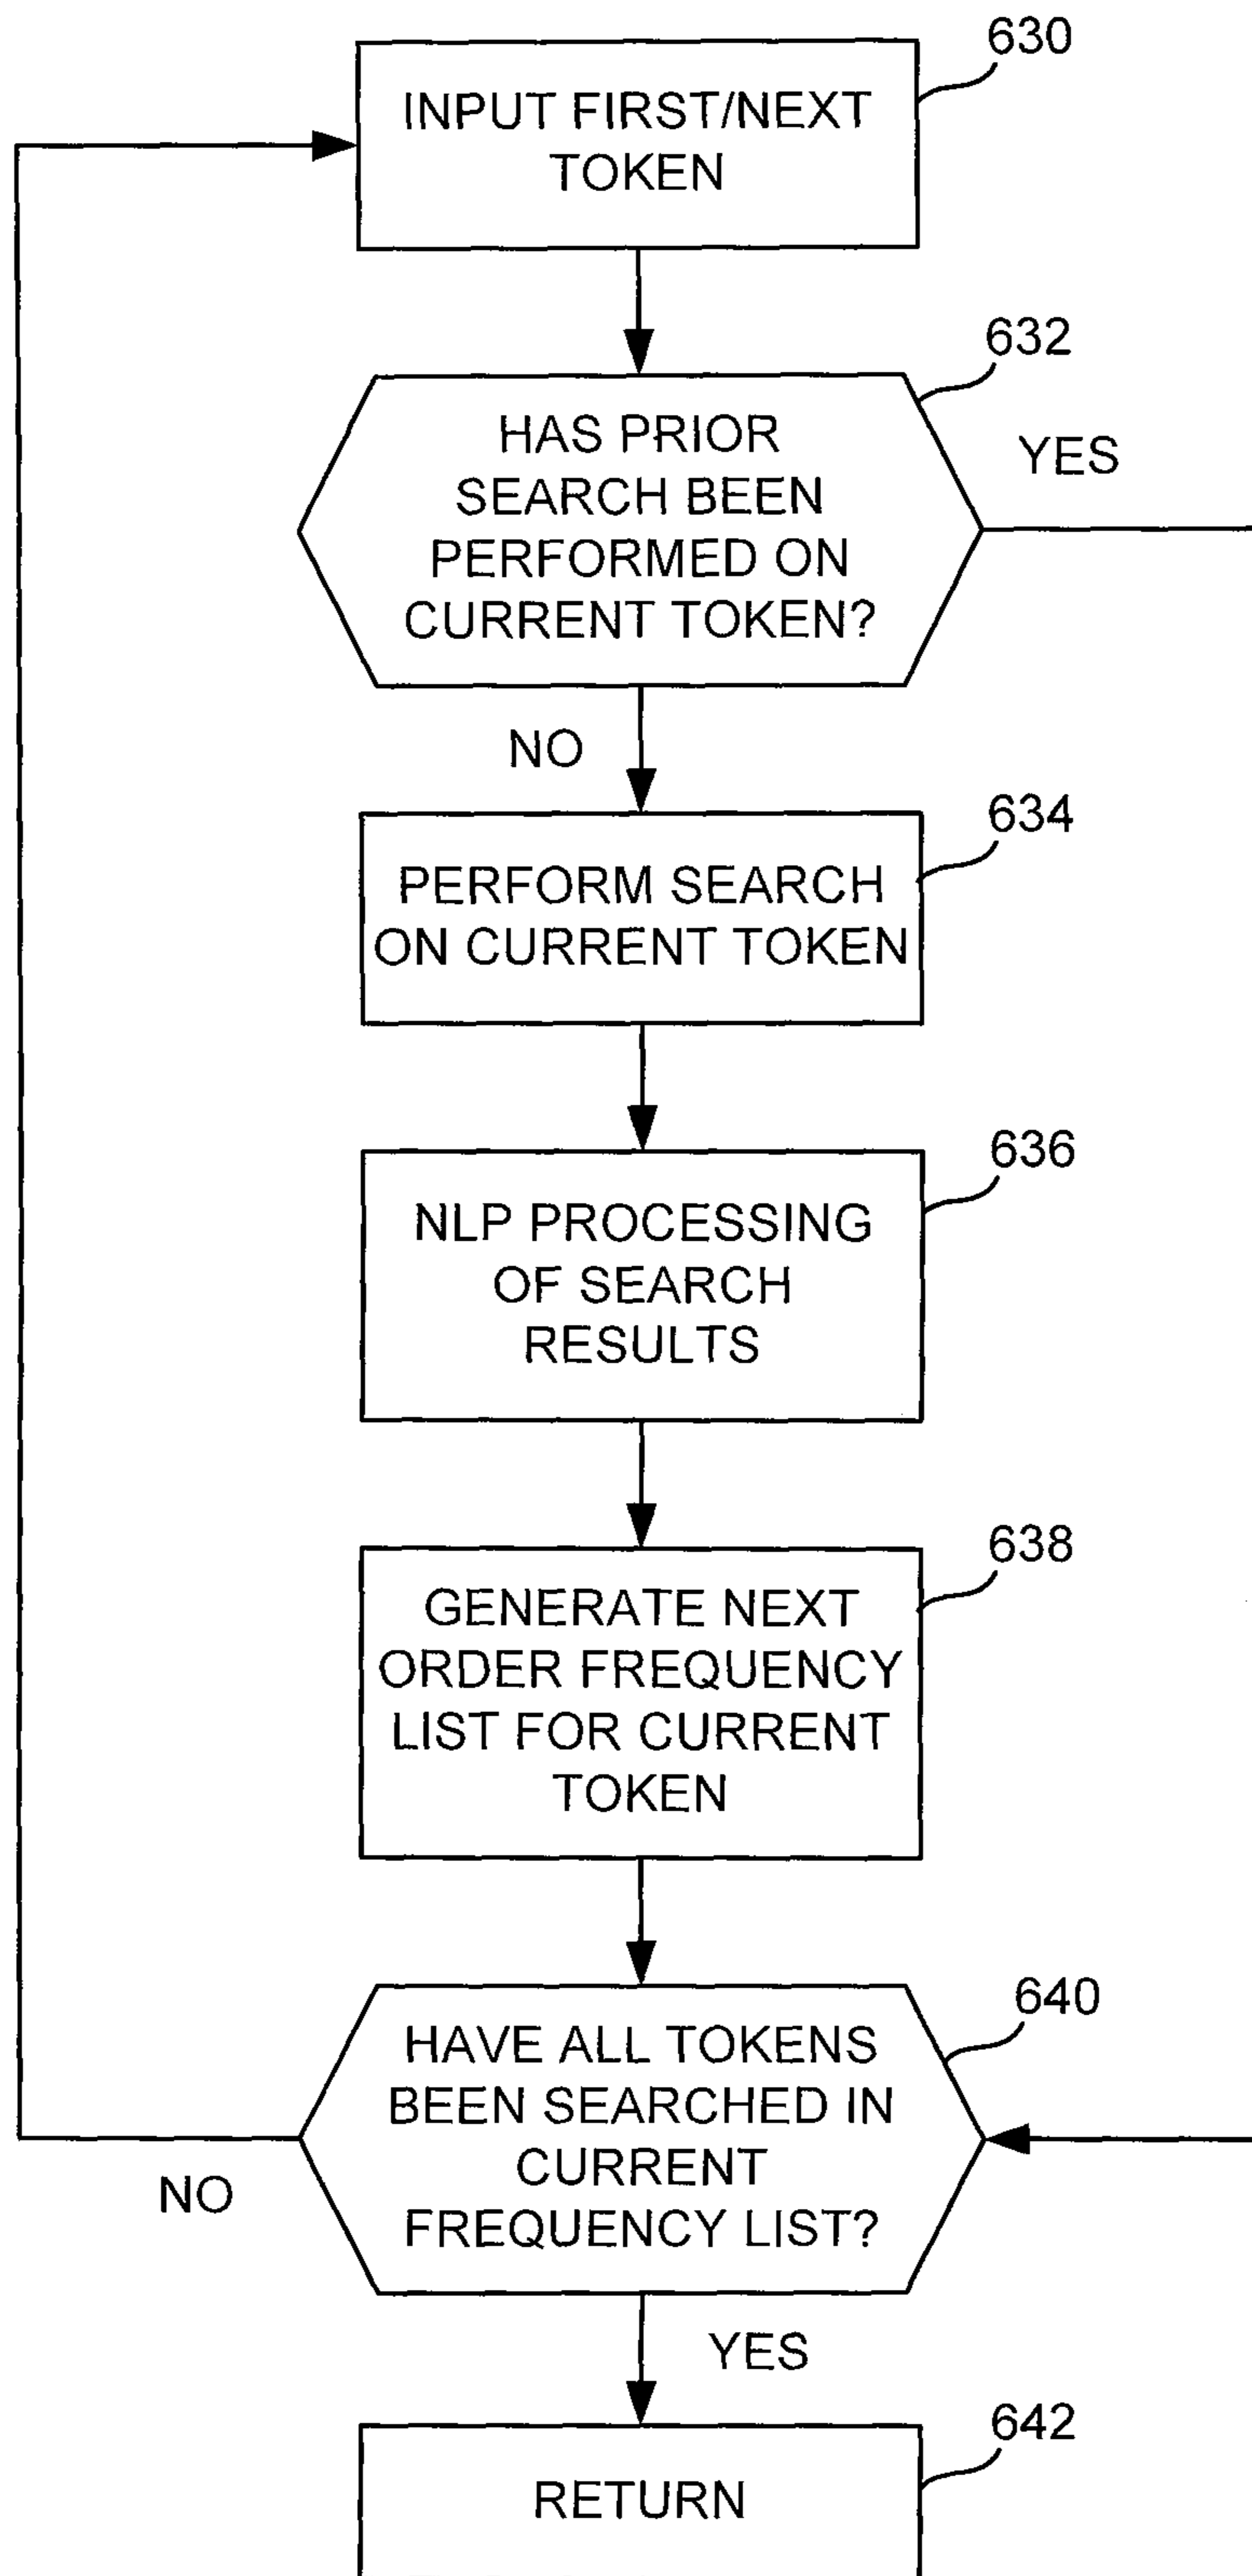 630
INPUT FIRST/NEXT
TOKEN
632
HAS PRIOR
SEARCH BEEN
PERFORMED ON
CURRENT TOKEN?
YES
NO
634
PERFORM SEARCH
ON CURRENT TOKEN
636
NLP PROCESSING
OF SEARCH
RESULTS
638
GENERATE NEXT
ORDER FREQUENCY
LIST FOR CURRENT
TOKEN
640
HAVE ALL TOKENS
BEEN SEARCHED IN
CURRENT
FREQUENCY LIST?
NO
YES
642
RETURN